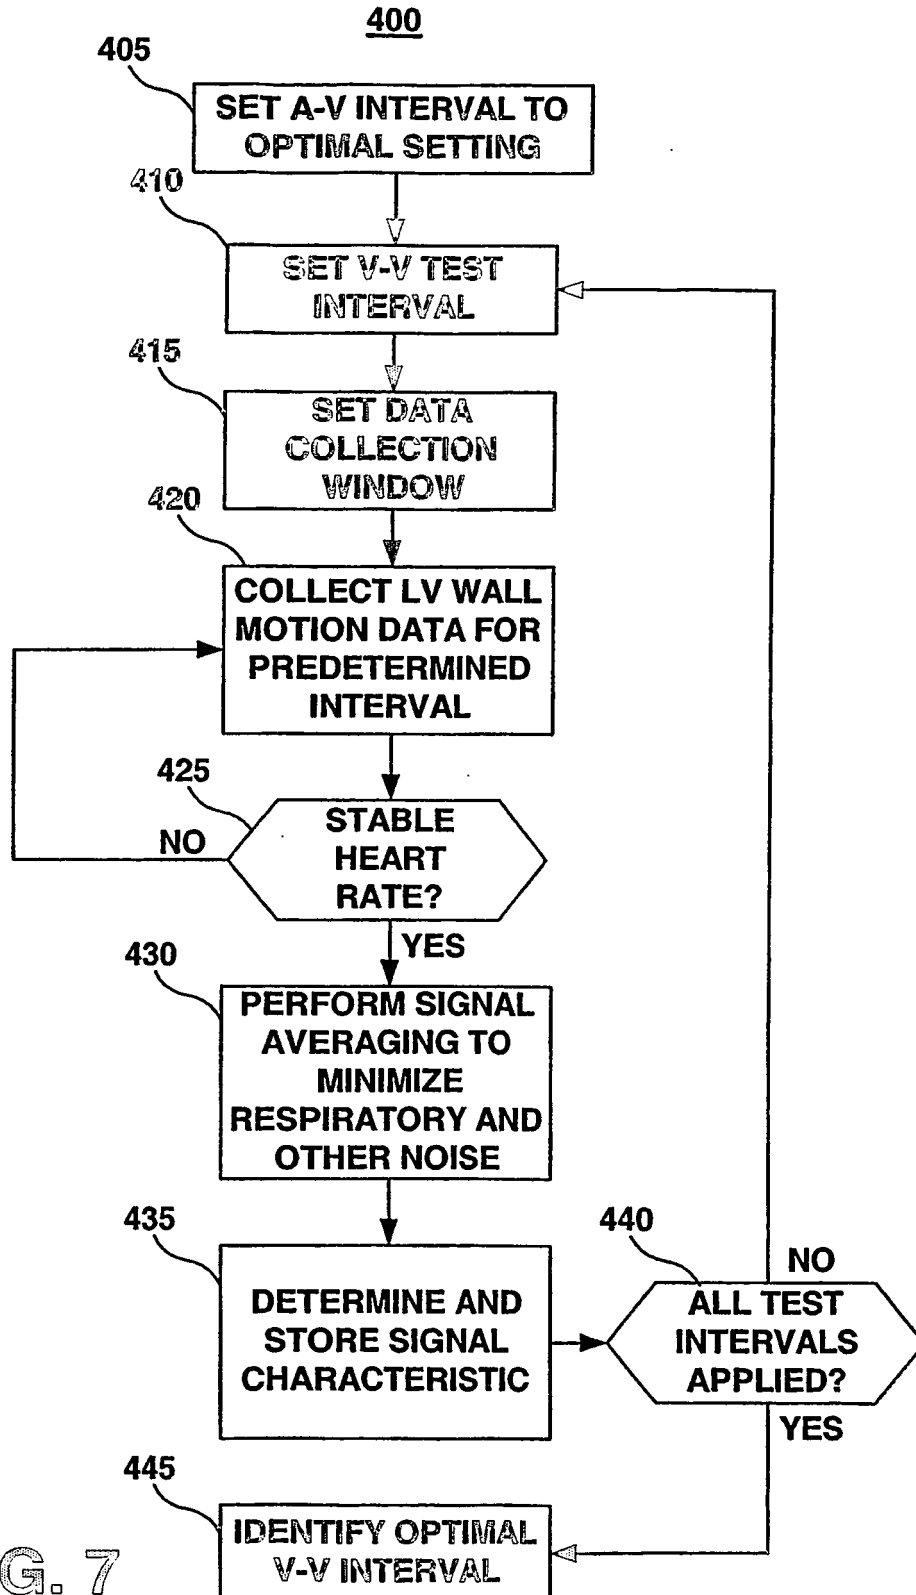 400
405
SET A-V INTERVAL TO
OPTIMAL SETTING
410
SET V-V TEST
INTERVAL
415
SET DATA
COLLECTION
WINDOW
420
COLLECT LV WALL
MOTION DATA FOR
PREDETERMINED
INTERVAL
425
STABLE
HEART
RATE?
NO
YES
430
PERFORM SIGNAL
AVERAGING TO
MINIMIZE
RESPIRATORY AND
OTHER NOISE
435
DETERMINE AND
STORE SIGNAL
CHARACTERISTIC
440
NO
ALL TEST
INTERVALS
APPLIED?
YES
445
IDENTIFY OPTIMAL
V-V INTERVAL
G. 7